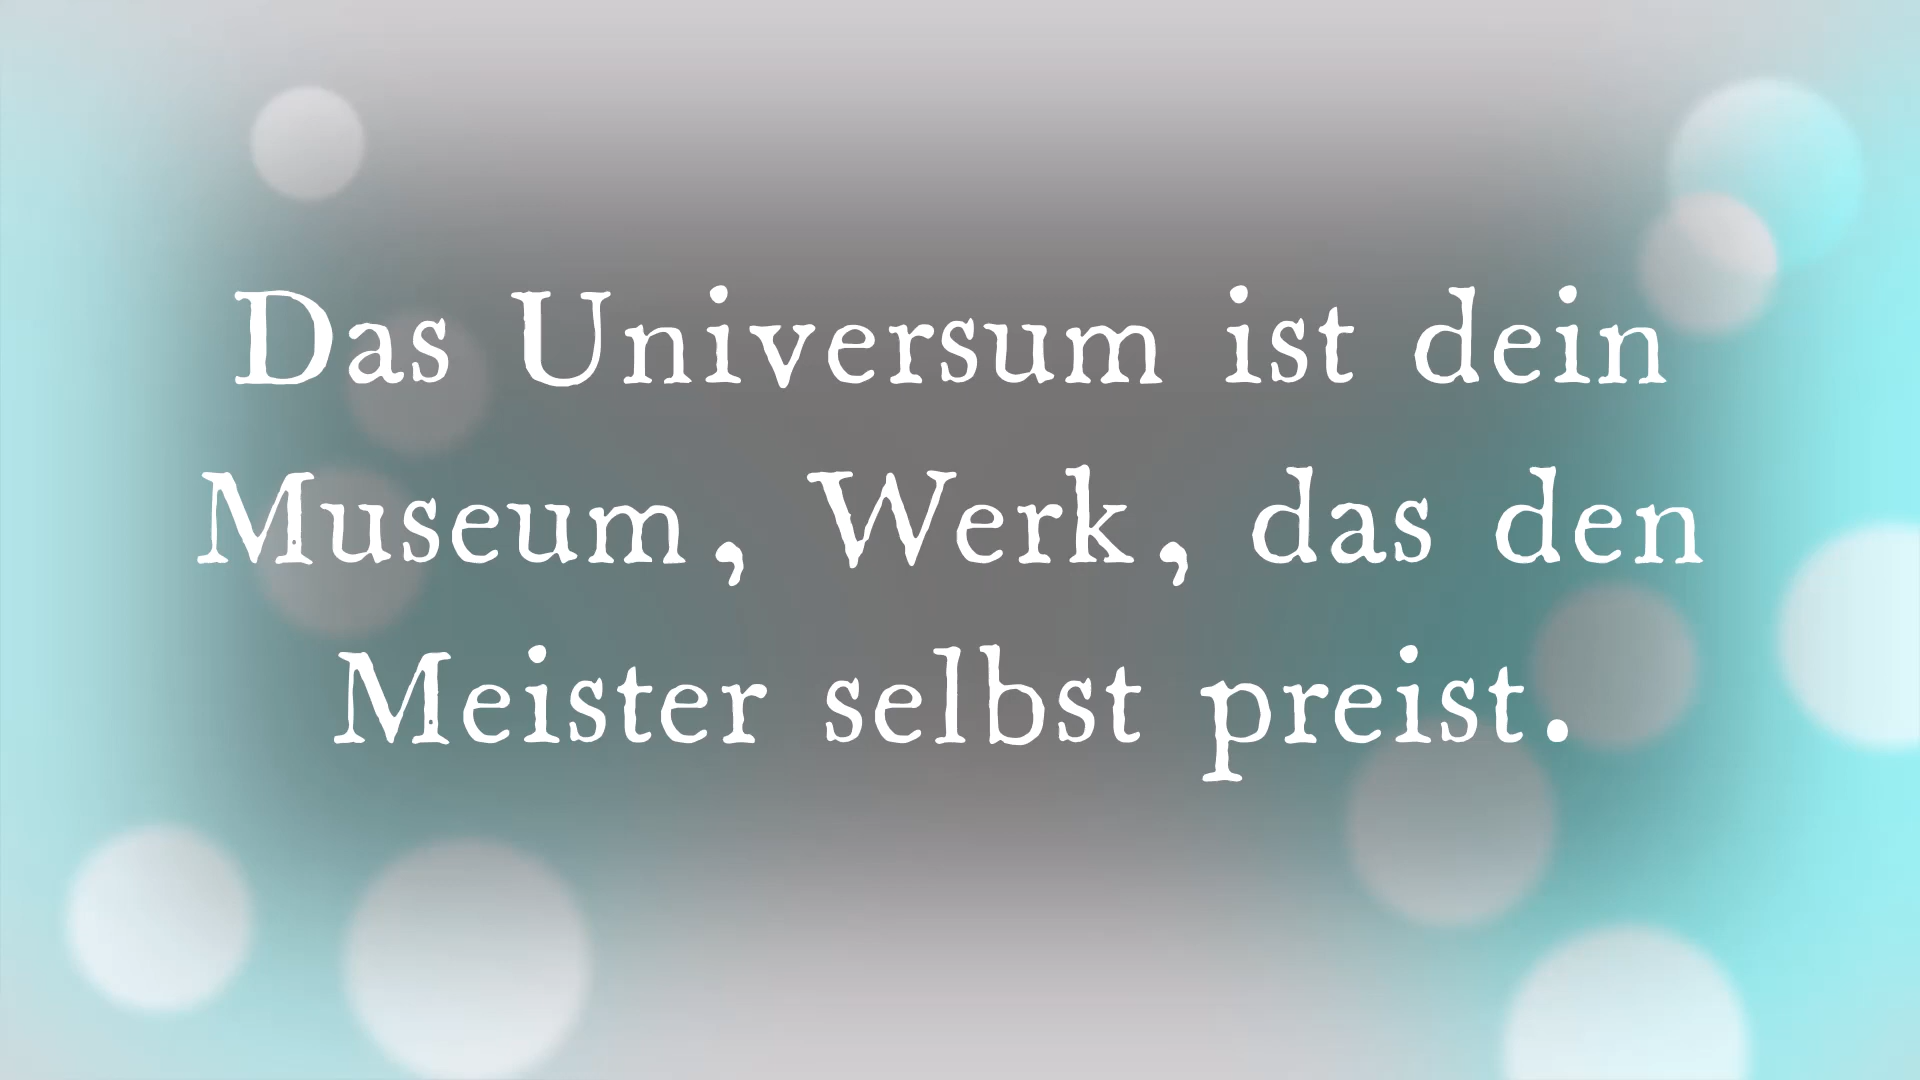 Das Universum ist dein
Museum, Werk, das den
Meister selbst preist.